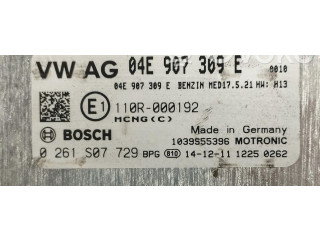 VW AG 04E 907 309 E 0010
04E 907 309 E BENZIN MED17.5.21 HW: H13
E1 110R-000192
MCNG(C)
BOSCH Made in Germany
1039S55396 MOTRONIC
0 261 S07 729 BPG 810 14-12-11 1225 0262